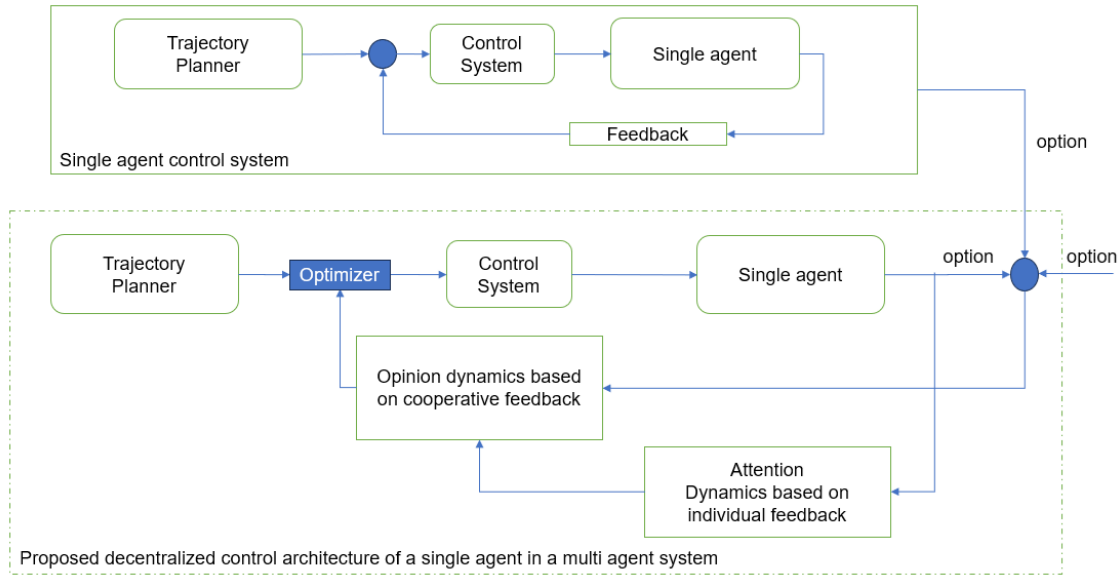 Trajectory
Planner
Control
System
Single agent
Feedback
Single agent control system
option
Trajectory
Planner
Optimizer
Control
System
Single agent
option
option
Opinion dynamics based
on cooperative feedback
Attention
Dynamics based on
individual feedback
Proposed decentralized control architecture of a single agent in a multi agent system